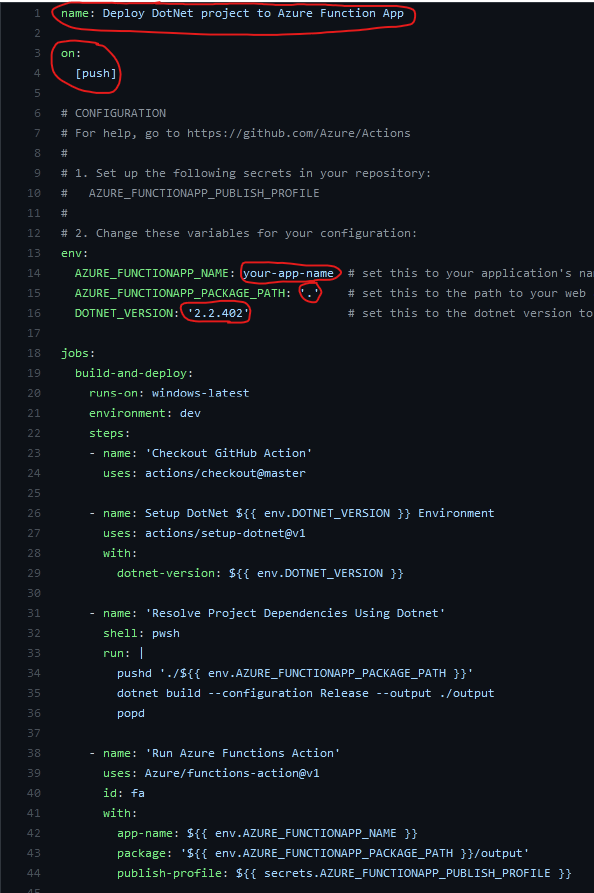 1 name: Deploy DotNet project to Azure Function App
2
3 on:
4 [push]
5
6 # CONFIGURATION
7 # For help, go to https://github.com/Azure/Actions
8 #
9 # 1. Set up the following secrets in your repository:
10 # AZURE_FUNCTIONAPP_PUBLISH_PROFILE
11 #
12 # 2. Change these variables for your configuration:
13 env:
14 AZURE_FUNCTIONAPP_NAME: your-app-name # set this to your application's na
15 AZURE_FUNCTIONAPP_PACKAGE_PATH: '.' # set this to the path to your web
16 DOTNET_VERSION: '2.2.402' # set this to the dotnet version to
17
18 jobs:
19 build-and-deploy:
20 runs-on: windows-latest
21 environment: dev
22 steps:
23 - name: 'Checkout GitHub Action'
24 uses: actions/checkout@master
25
26 - name: Setup DotNet ${{ env.DOTNET_VERSION }} Environment
27 uses: actions/setup-dotnet@v1
28 with:
29 dotnet-version: ${{ env.DOTNET_VERSION }}
30
31 - name: 'Resolve Project Dependencies Using Dotnet'
32 shell: pwsh
33 run: |
34 pushd './${{ env.AZURE_FUNCTIONAPP_PACKAGE_PATH }}'
35 dotnet build --configuration Release --output ./output
36 popd
37
38 - name: 'Run Azure Functions Action'
39 uses: Azure/functions-action@v1
40 id: fa
41 with:
42 app-name: ${{ env.AZURE_FUNCTIONAPP_NAME }}
43 package: '${{ env.AZURE_FUNCTIONAPP_PACKAGE_PATH }}/output'
44 publish-profile: ${{ secrets.AZURE_FUNCTIONAPP_PUBLISH_PROFILE }}